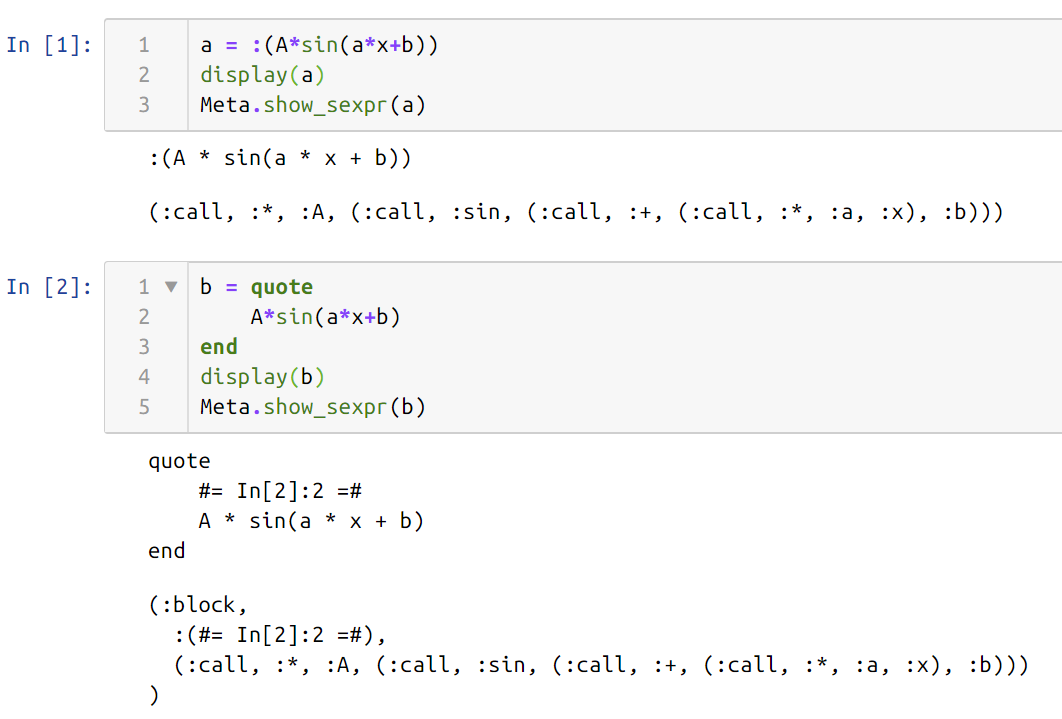 In [1]:
1 a = :(A*sin(a*x+b))
2 display(a)
3 Meta.show_sexpr(a)
:(A * sin(a * x + b))
(:call, :*, :A, (:call, :sin, (:call, :+, (:call, :*, :a, :x), :b)))
In [2]:
1 ▼ b = quote
2     A*sin(a*x+b)
3 end
4 display(b)
5 Meta.show_sexpr(b)
quote
    #= In[2]:2 =#
    A * sin(a * x + b)
end
(:block,
  :(#= In[2]:2 =#),
  (:call, :*, :A, (:call, :sin, (:call, :+, (:call, :*, :a, :x), :b)))
)